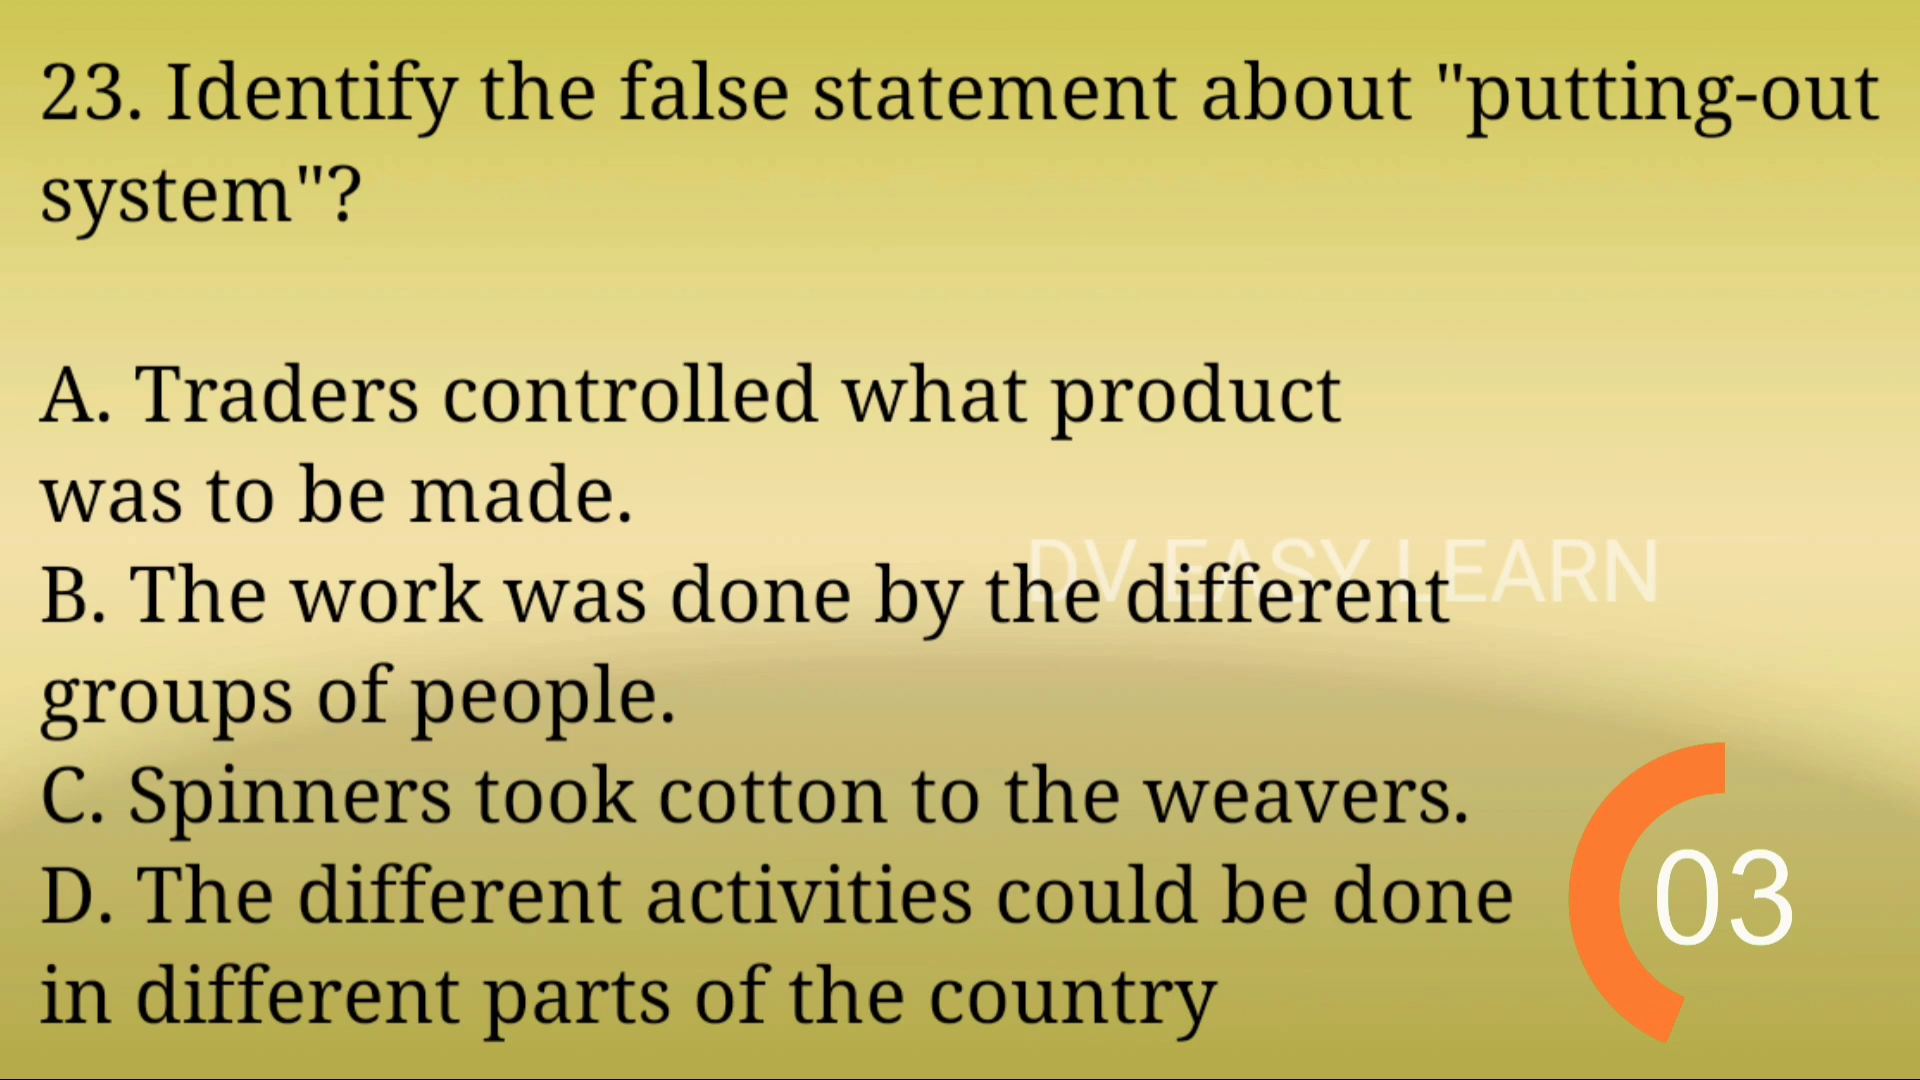 23. Identify the false statement about "putting-out
system"?
A. Traders controlled what product
was to be made.
DV EASY LEARN
B. The work was done by the different
groups of people.
C. Spinners took cotton to the weavers.
D. The different activities could be done
in different parts of the country
03